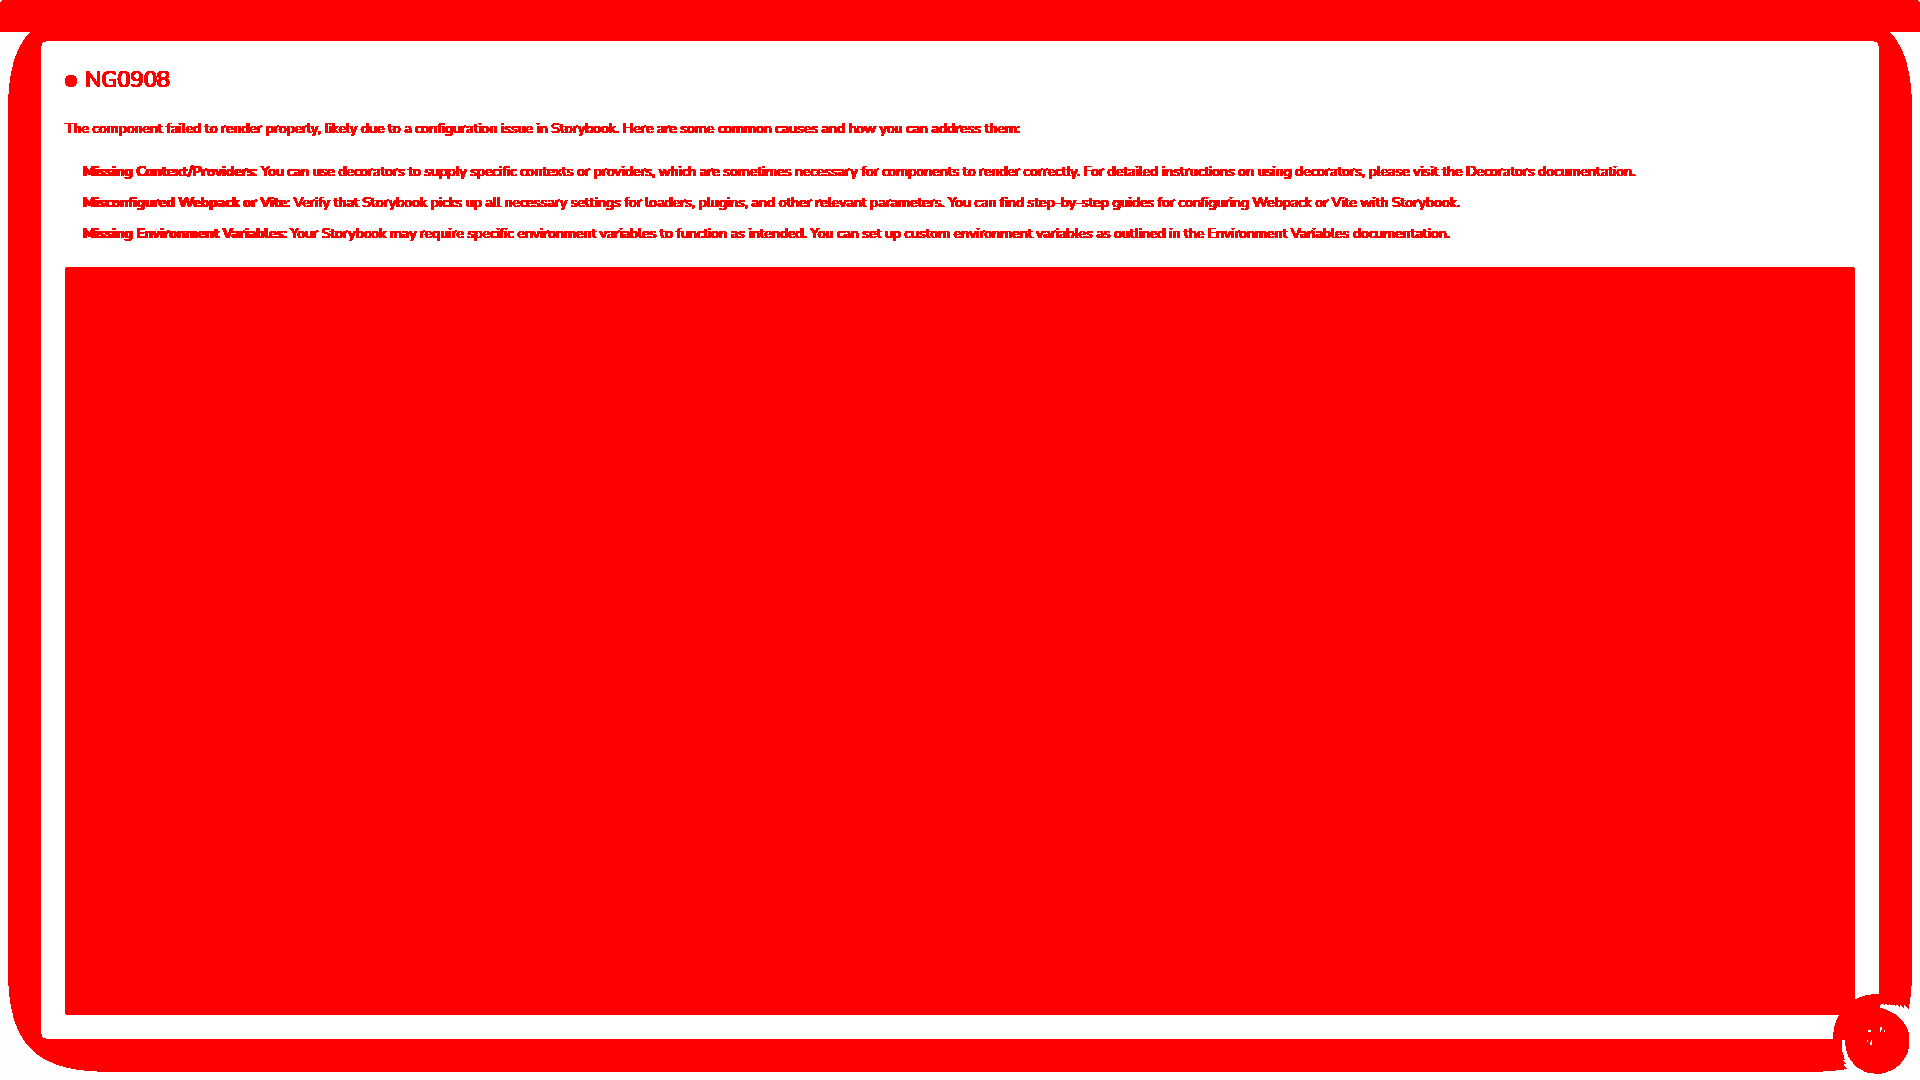 NG0908
The component failed to render properly, likely due to a configuration issue in Storybook. Here are some common causes and how you can address them:
Missing Context/Providers: You can use decorators to supply specific contexts or providers, which are sometimes necessary for components to render correctly. For detailed instructions on using decorators, please visit the Decorators documentation.
Misconfigured Webpack or Vite: Verify that Storybook picks up all necessary settings for loaders, plugins, and other relevant parameters. You can find step-by-step guides for configuring Webpack or Vite with Storybook.
Missing Environment Variables: Your Storybook may require specific environment variables to function as intended. You can set up custom environment variables as outlined in the Environment Variables documentation.